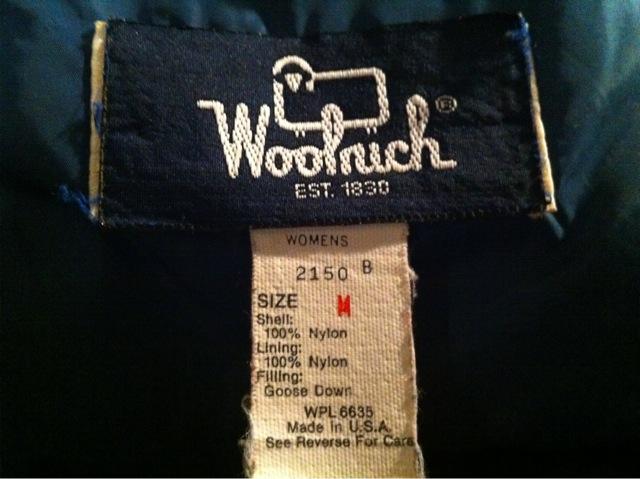 Woolrich®
EST. 1830
WOMENS
2150 B
SIZE M
Shell:
100% Nylon
Lining:
100% Nylon
Filling:
Goose Down
WPL 6635
Made in U.S.A.
See Reverse For Care